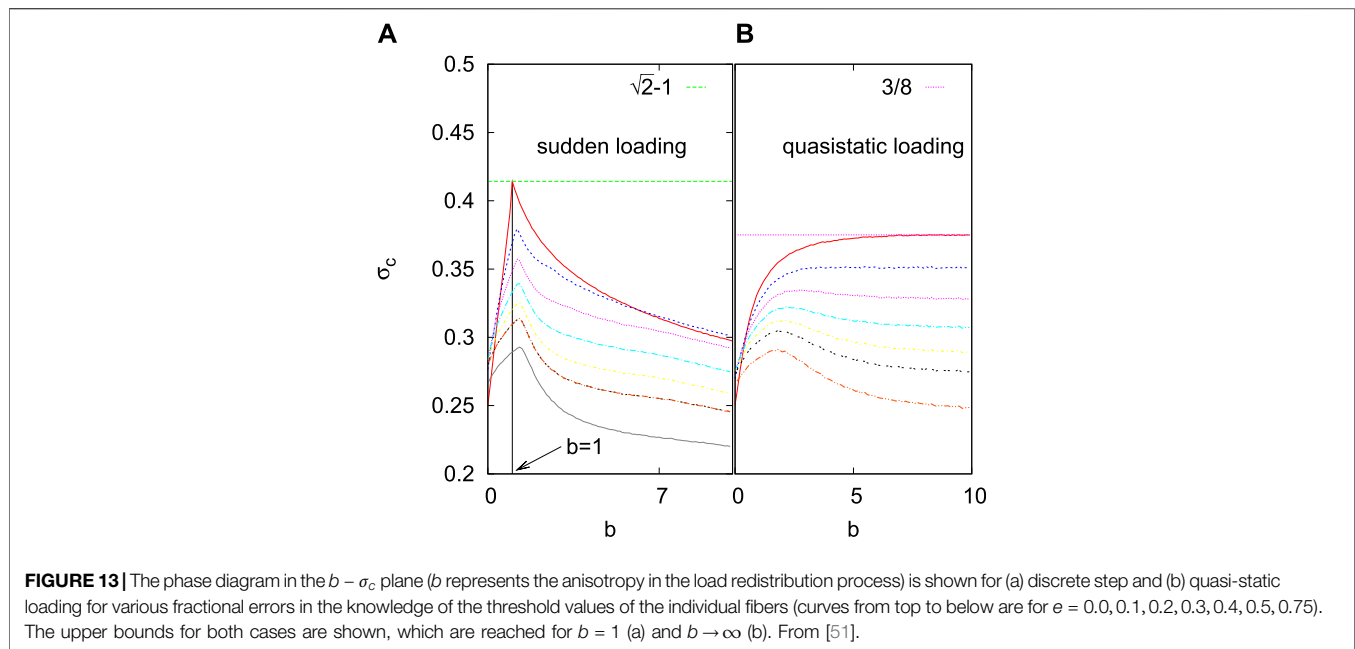 A
B
0.5
0.45
0.4
0.35
0.3
0.25
0.2
σc
√2-1
sudden loading
b=1
0
7
b
3/8
quasistatic loading
0
5
10
b
FIGURE 13 | The phase diagram in the b − σc plane (b represents the anisotropy in the load redistribution process) is shown for (a) discrete step and (b) quasi-static
loading for various fractional errors in the knowledge of the threshold values of the individual fibers (curves from top to below are for e = 0.0, 0.1, 0.2, 0.3, 0.4, 0.5, 0.75).
The upper bounds for both cases are shown, which are reached for b = 1 (a) and b → ∞ (b). From [51].